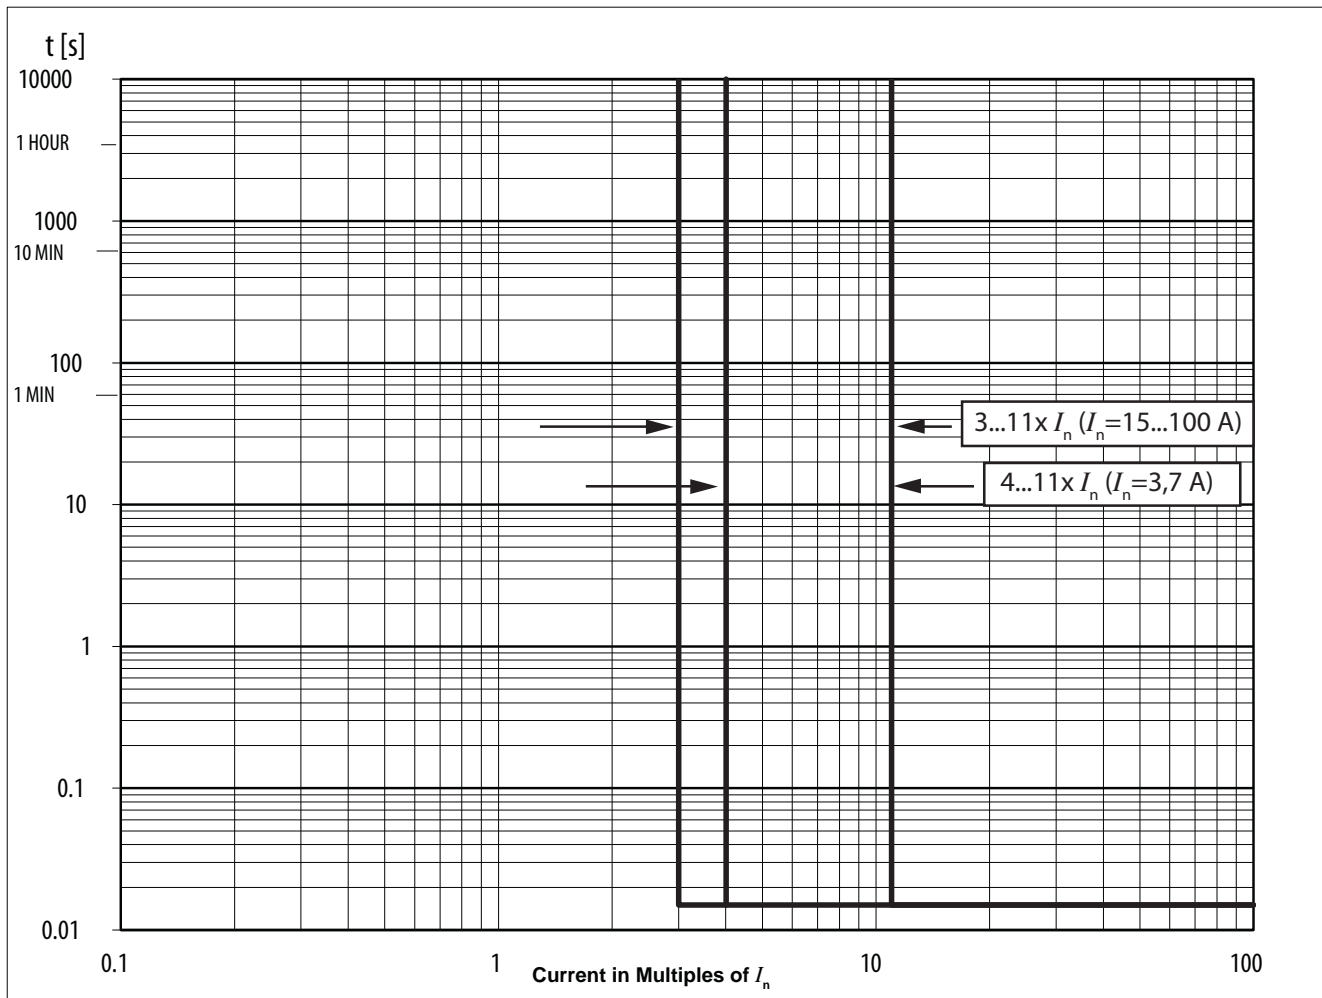 t [s]
10000
1 HOUR
1000
10 MIN
100
1 MIN
3...11x In (In=15...100 A)
4...11x In (In=3,7 A)
10
1
0.1
0.01
0.1
1
10
100
Current in Multiples of In